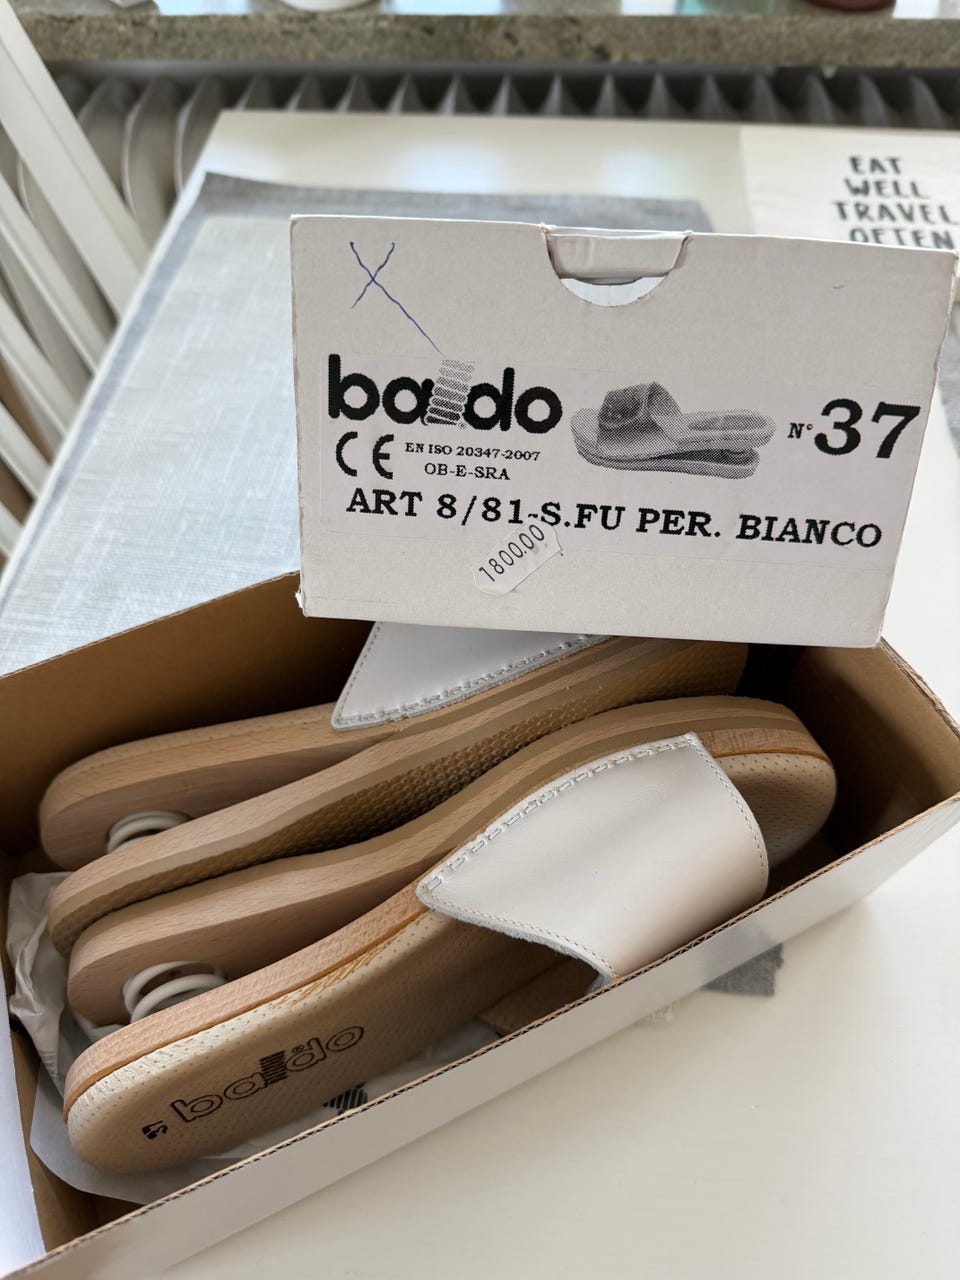 EAT
WELL
TRAVEL
OFTEN
baldo
N° 37
CE
EN ISO 20347-2007
OB-E-SRA
ART 8/81-S.FU PER. BIANCO
1800.00
baldo
37